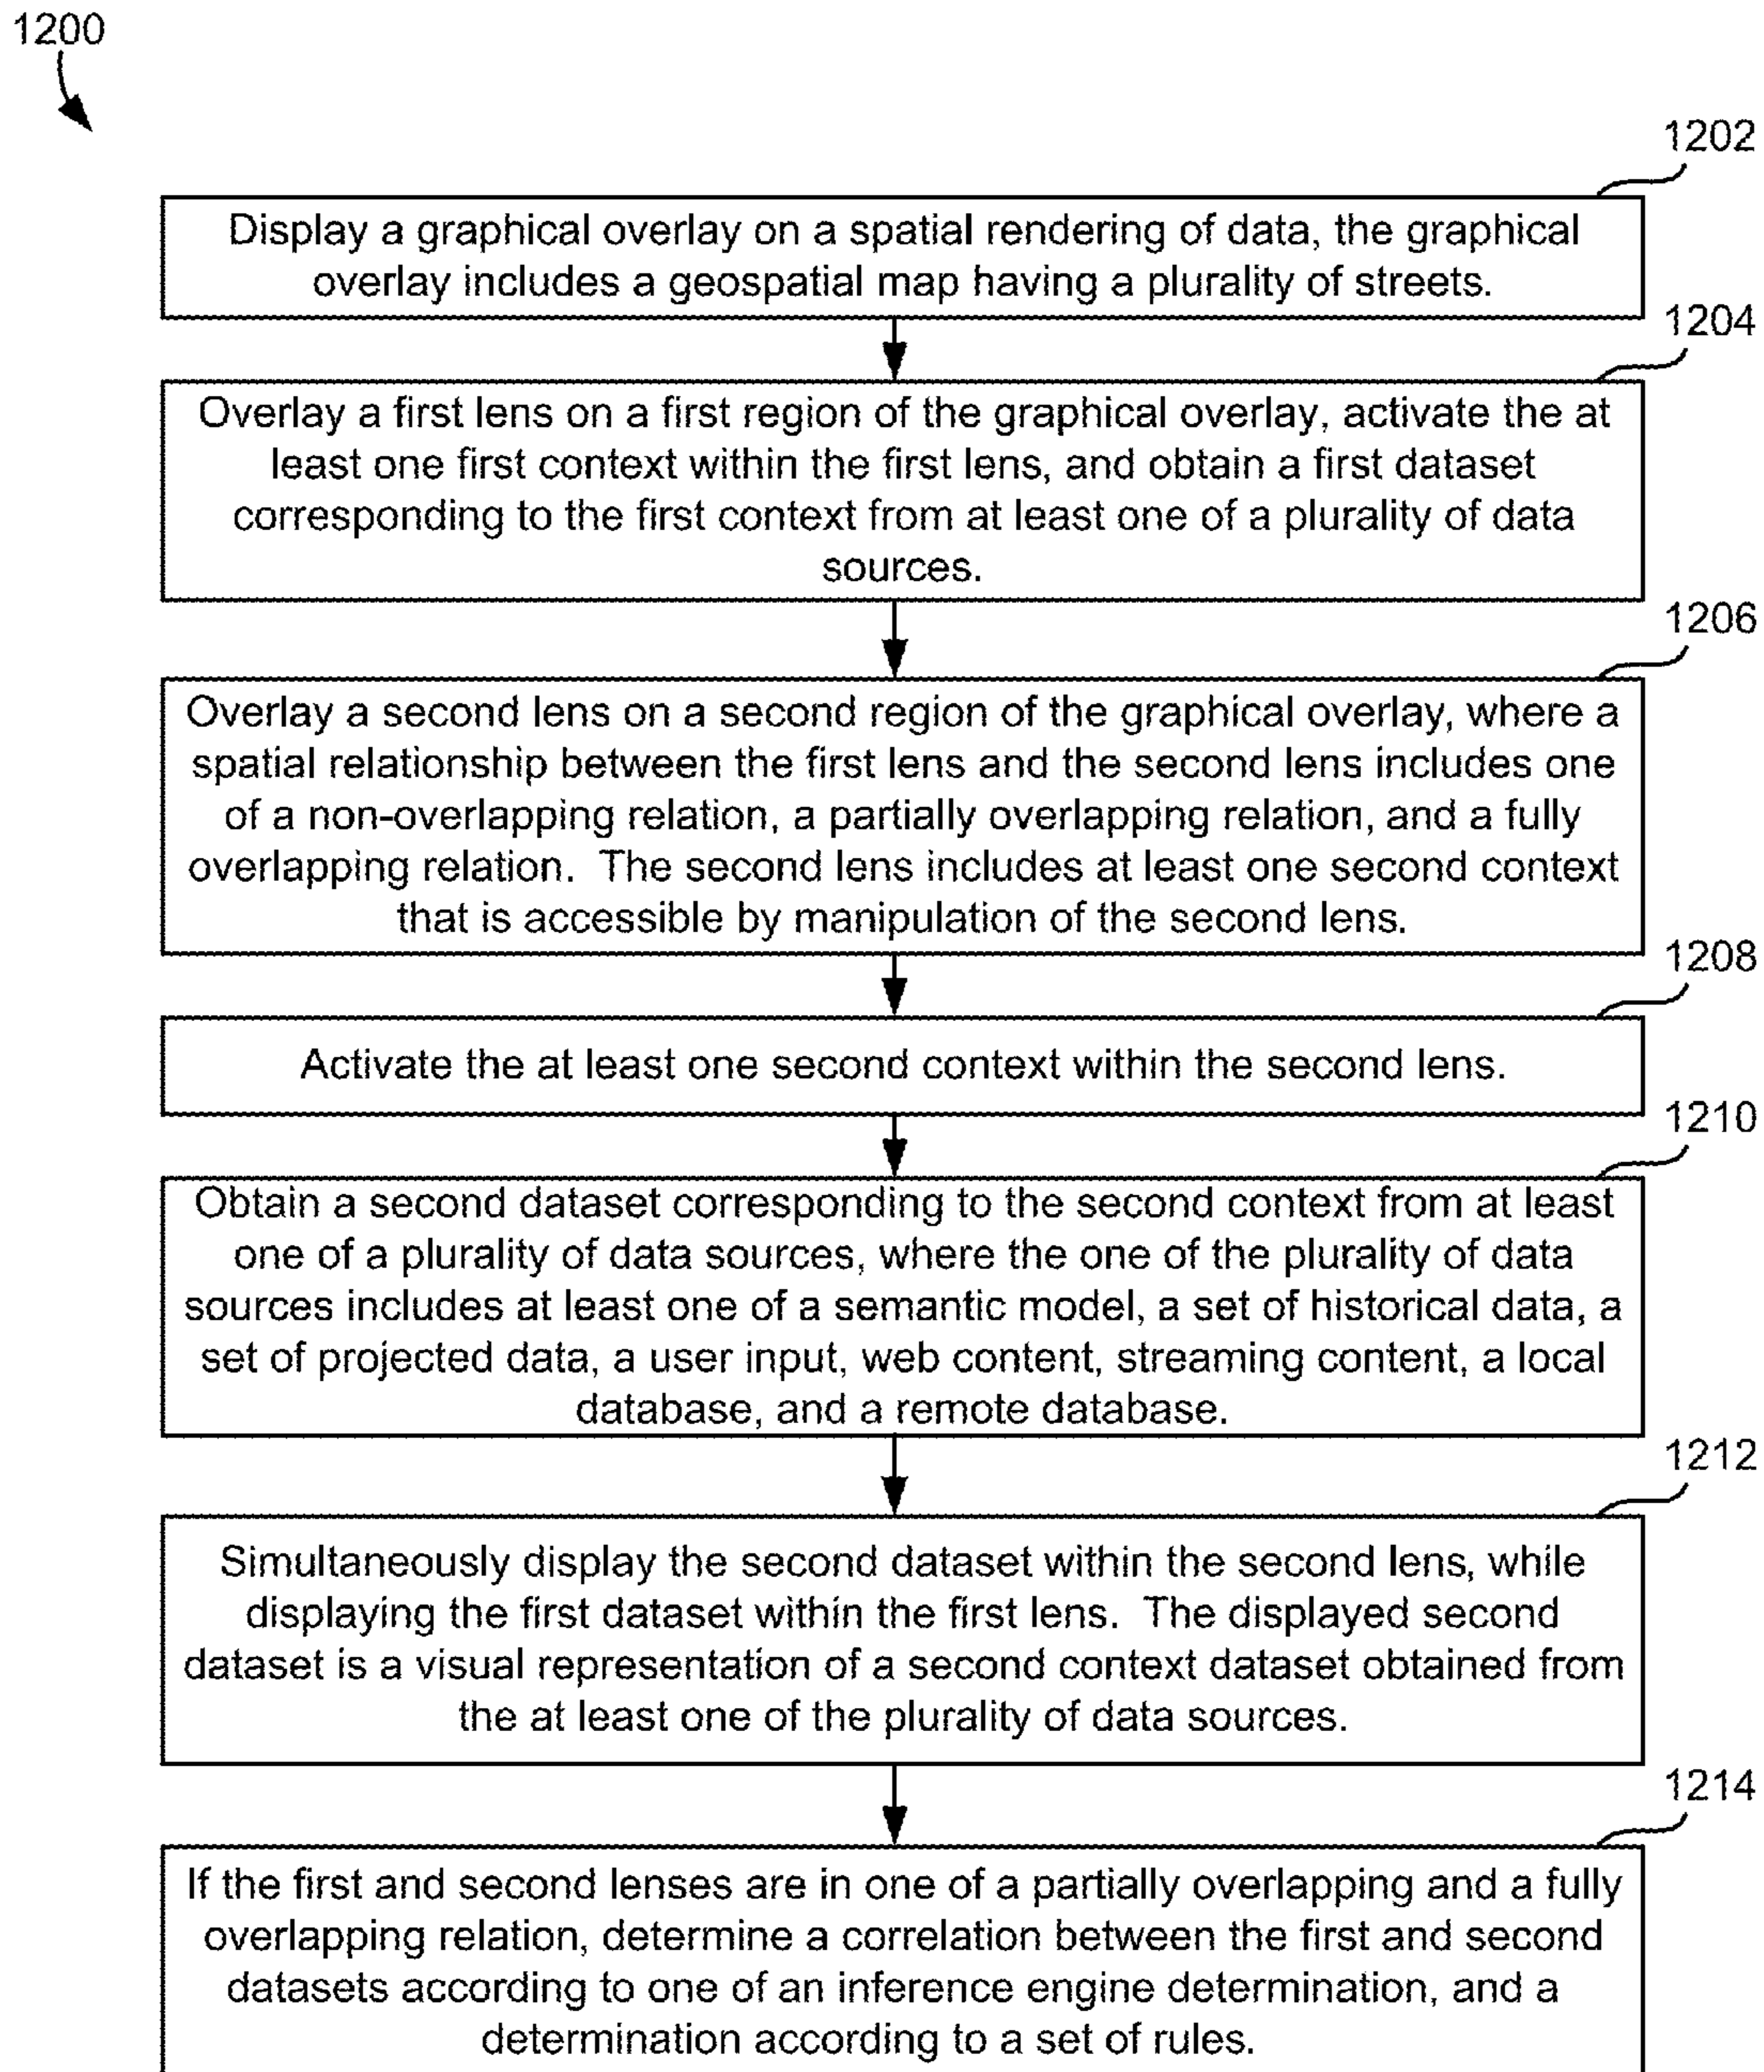 1200
1202
Display a graphical overlay on a spatial rendering of data, the graphical
overlay includes a geospatial map having a plurality of streets.
1204
Overlay a first lens on a first region of the graphical overlay, activate the at
least one first context within the first lens, and obtain a first dataset
corresponding to the first context from at least one of a plurality of data
sources.
1206
Overlay a second lens on a second region of the graphical overlay, where a
spatial relationship between the first lens and the second lens includes one
of a non-overlapping relation, a partially overlapping relation, and a fully
overlapping relation.  The second lens includes at least one second context
that is accessible by manipulation of the second lens.
1208
Activate the at least one second context within the second lens.
1210
Obtain a second dataset corresponding to the second context from at least
one of a plurality of data sources, where the one of the plurality of data
sources includes at least one of a semantic model, a set of historical data, a
set of projected data, a user input, web content, streaming content, a local
database, and a remote database.
1212
Simultaneously display the second dataset within the second lens, while
displaying the first dataset within the first lens.  The displayed second
dataset is a visual representation of a second context dataset obtained from
the at least one of the plurality of data sources.
1214
If the first and second lenses are in one of a partially overlapping and a fully
overlapping relation, determine a correlation between the first and second
datasets according to one of an inference engine determination, and a
determination according to a set of rules.